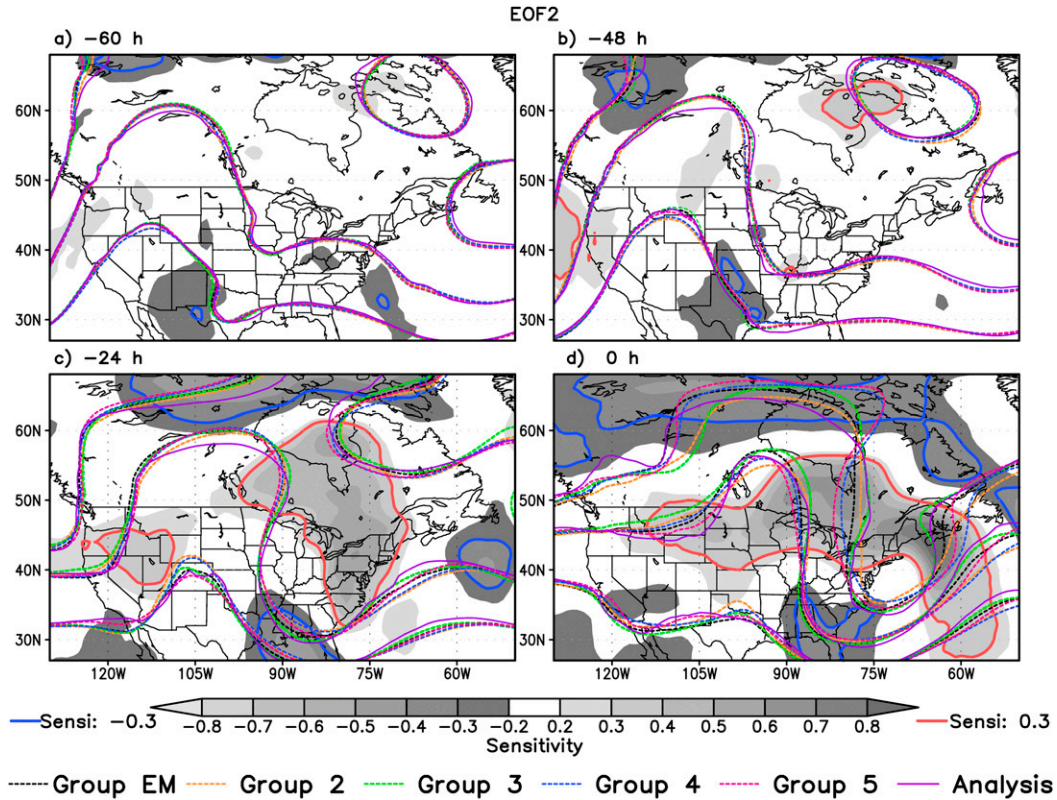 EOF2
a) -60 h
b) -48 h
60N
50N
40N
30N
60N
50N
40N
30N
c) -24 h
d) 0 h
60N
50N
40N
30N
60N
50N
40N
30N
120W 105W 90W 75W 60W
120W 105W 90W 75W 60W
Sensi: -0.3
-0.8 -0.7 -0.6 -0.5 -0.4 -0.3 -0.2 0.2 0.3 0.4 0.5 0.6 0.7 0.8
Sensi: 0.3
Sensitivity
Group EM Group 2 Group 3 Group 4 Group 5 Analysis